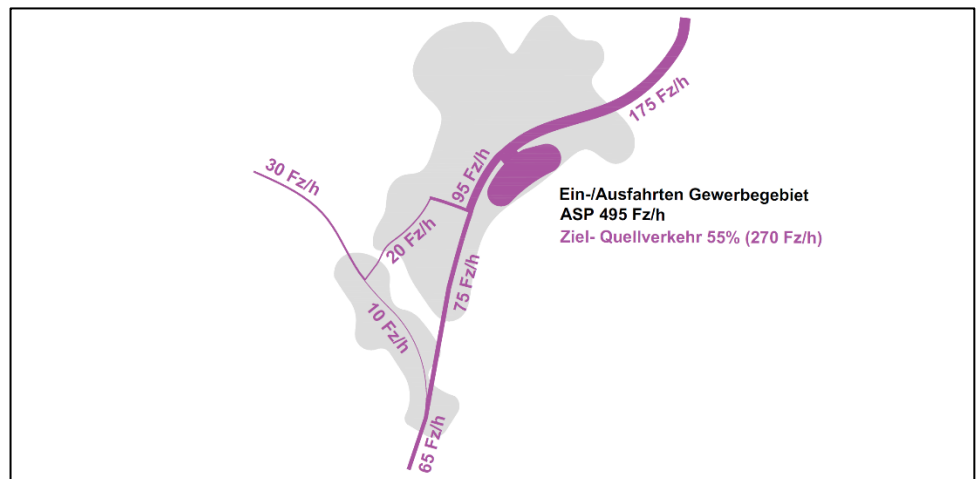 175 Fz/h
30 Fz/h
95 Fz/h
Ein-/Ausfahrten Gewerbegebiet
ASP 495 Fz/h
Ziel- Quellverkehr 55% (270 Fz/h)
20 Fz/h
75 Fz/h
10 Fz/h
65 Fz/h